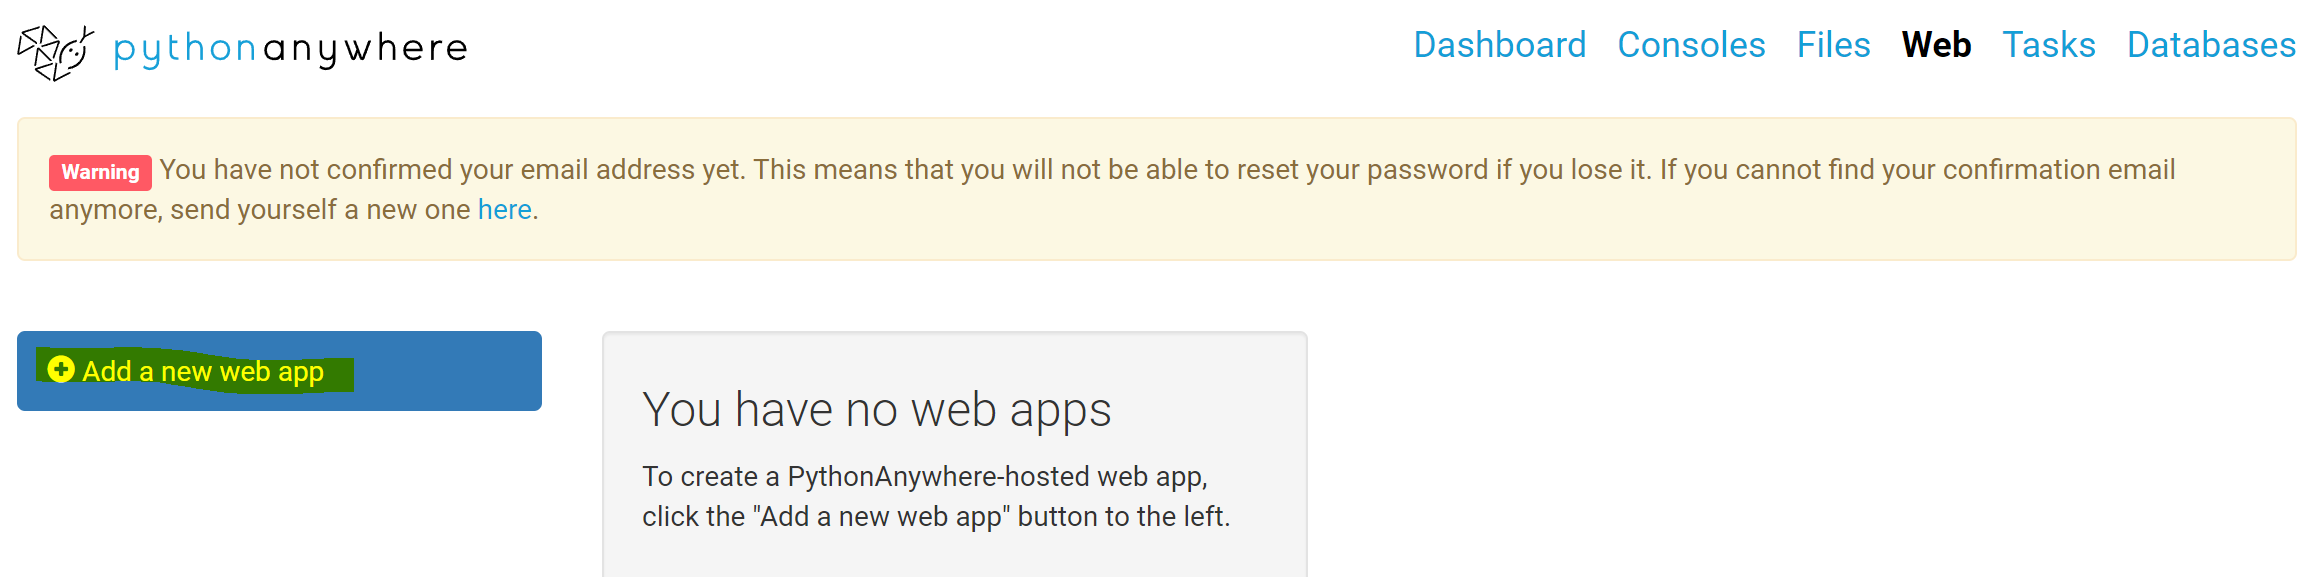 pythonanywhere
Dashboard Consoles Files Web Tasks Databases
Warning You have not confirmed your email address yet. This means that you will not be able to reset your password if you lose it. If you cannot find your confirmation email
anymore, send yourself a new one here.
Add a new web app
You have no web apps
To create a PythonAnywhere-hosted web app,
click the "Add a new web app" button to the left.